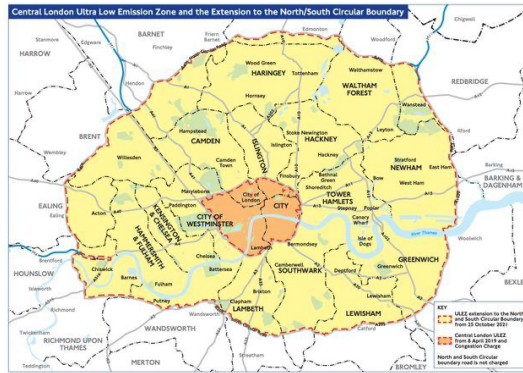 Central London Ultra Low Emission Zone and the Extension to the North/South Circular Boundary
Chigwell
Stanmore
Edgware
BARNET
Finchley
Friern Barnet
Edmonton
Woodford
HARROW
Hendon
Wood Green
HARINGEY
Tottenham
Walthamstow
WALTHAM FOREST
REDBRIDGE
Harrow
Hornsey
Wanstead
Wembley
BRENT
Hampstead
CAMDEN
ISLINGTON
Stoke Newington
HACKNEY
Leyton
Ilford
Willesden
Camden Town
Islington
Hackney
Stratford
NEWHAM
East Ham
Barking
BARKING & DAGENHAM
Finsbury
Bethnal Green
Bow
West Ham
Marylebone
Shoreditch
TOWER HAMLETS
EALING
Ealing
Acton
Paddington
City of London
CITY
Stepney
Poplar
KENSINGTON & CHELSEA
CITY OF WESTMINSTER
Canary Wharf
River Thames
HAMMERSMITH & FULHAM
Lambeth
Bermondsey
Isle of Dogs
Woolwich
HOUNSLOW
Brentford
Chiswick
Chelsea
Camberwell
SOUTHWARK
Deptford
Greenwich
GREENWICH
BEXLEY
Isleworth
Barnes
Fulham
Battersea
Hounslow
Putney
Brixton
Clapham
LAMBETH
Lewisham
LEWISHAM
Twickenham
RICHMOND UPON THAMES
WANDSWORTH
Wandsworth
Catford
Teddington
MERTON
Streatham
BROMLEY
KEY
ULEZ extension to the North and South Circular Boundary from 25 October 2021
Central London ULEZ from 8 April 2019 and Congestion Charge
North and South Circular boundary road is not charged